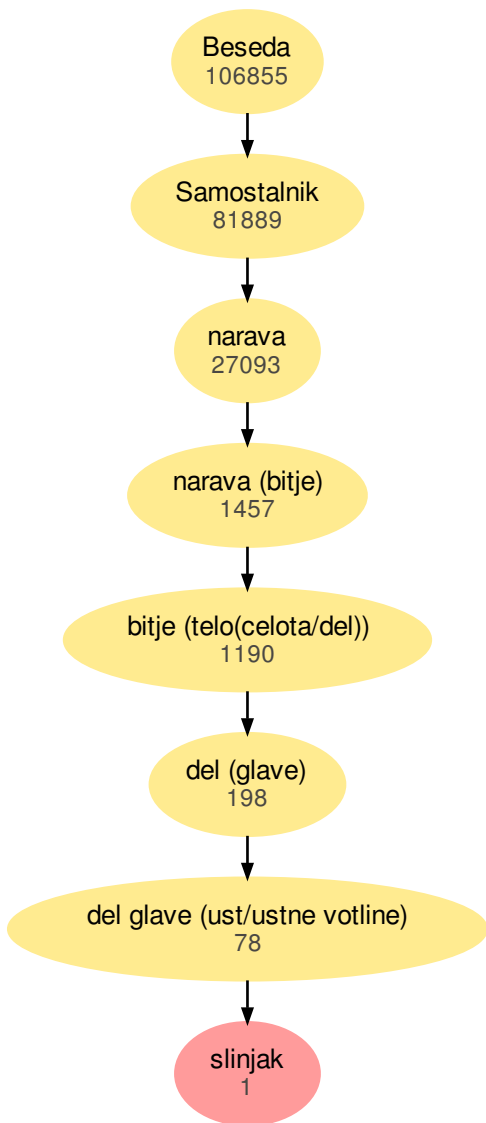 Beseda
106855
Samostalnik
81889
narava
27093
narava (bitje)
1457
bitje (telo(celota/del))
1190
del (glave)
198
del glave (ust/ustne votline)
78
slinjak
1